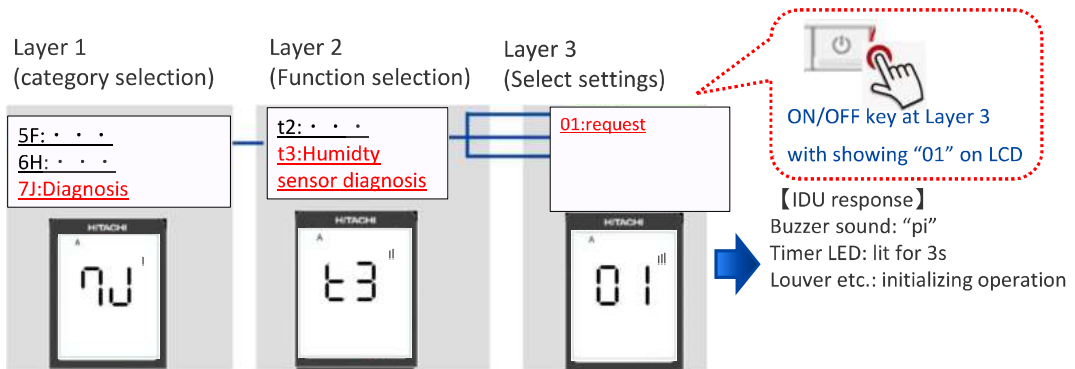 Layer 1
(category selection)
Layer 2
(Function selection)
Layer 3
(Select settings)
ON/OFF key at Layer 3
with showing “01” on LCD
5F:・・・
6H:・・・
7J:Diagnosis
t2:・・・
t3:Humidty
sensor diagnosis
01:request
HITACHI
A
7J
HITACHI
A
t3
HITACHI
A
01
【IDU response】
Buzzer sound: “pi”
Timer LED: lit for 3s
Louver etc.: initializing operation